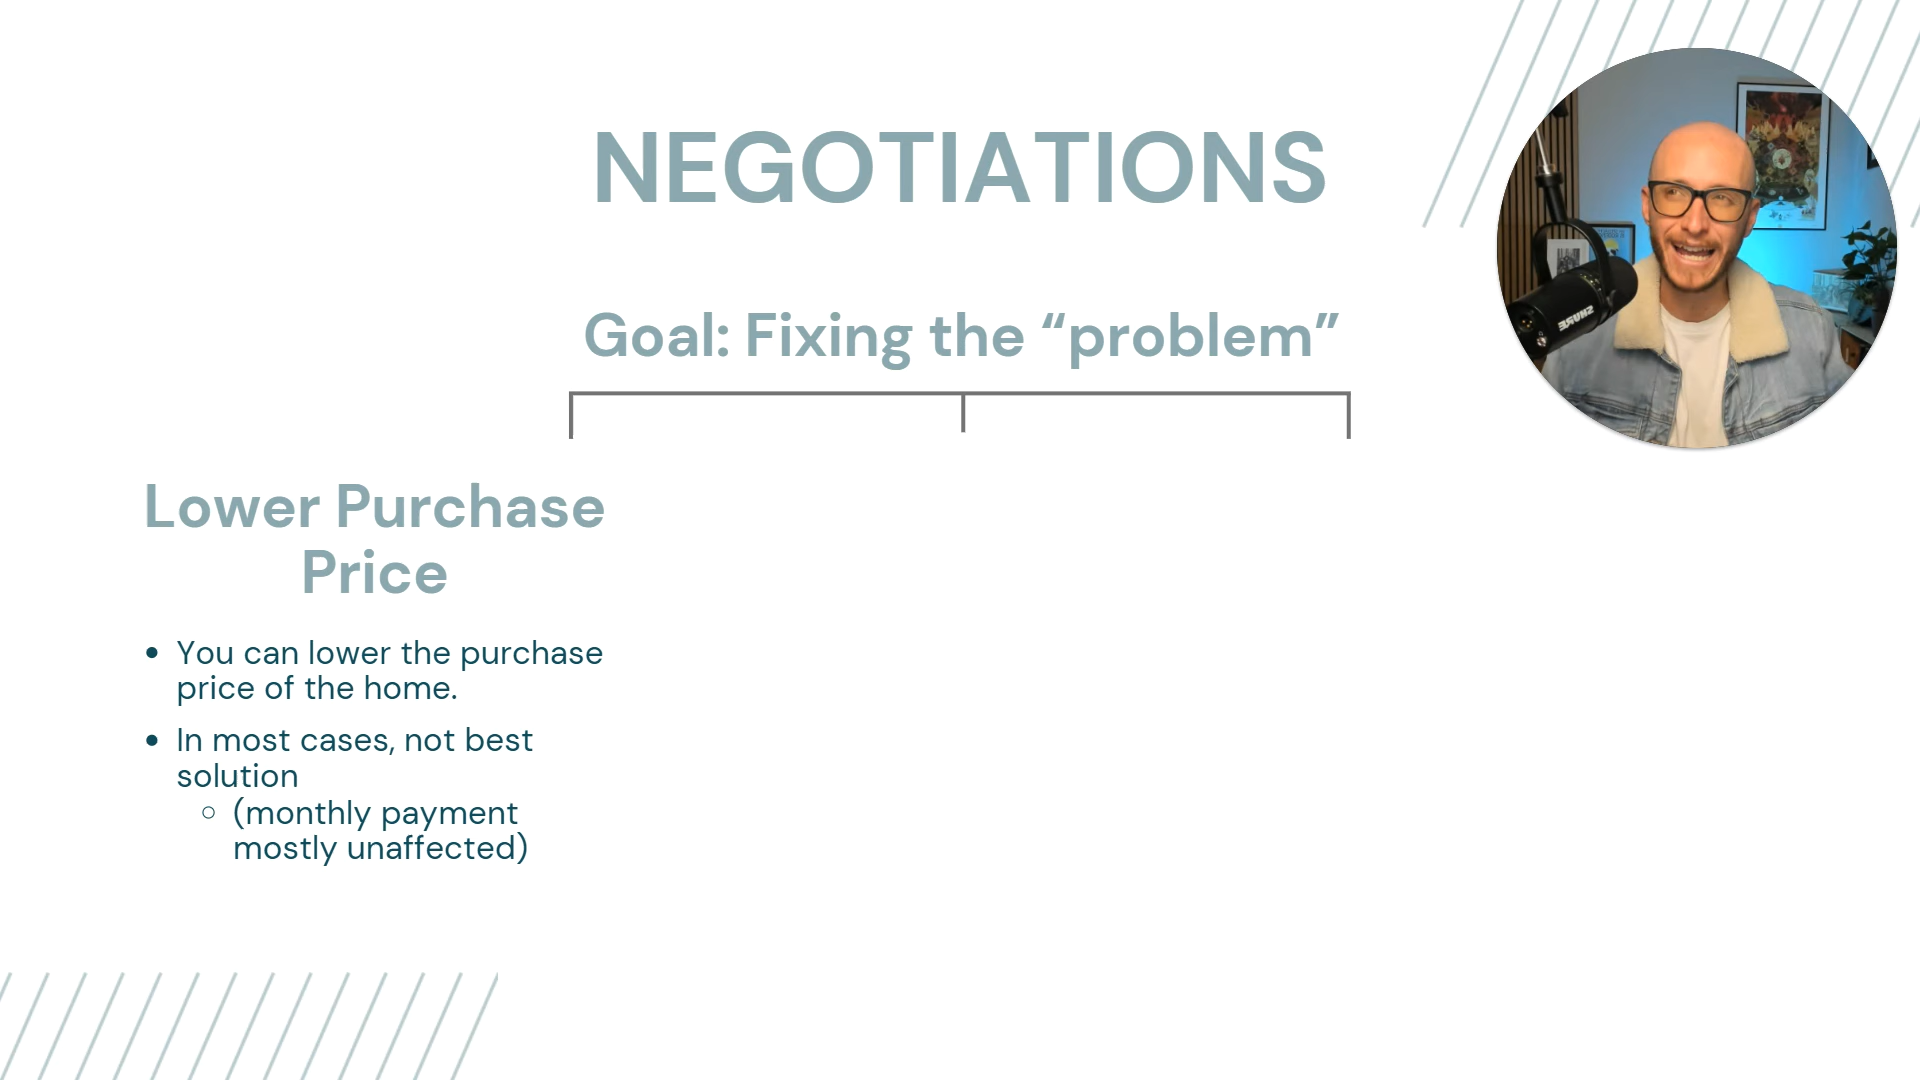 NEGOTIATIONS
Goal: Fixing the “problem”
Lower Purchase
Price
• You can lower the purchase
price of the home.
• In most cases, not best
solution
○ (monthly payment
mostly unaffected)
SHURE